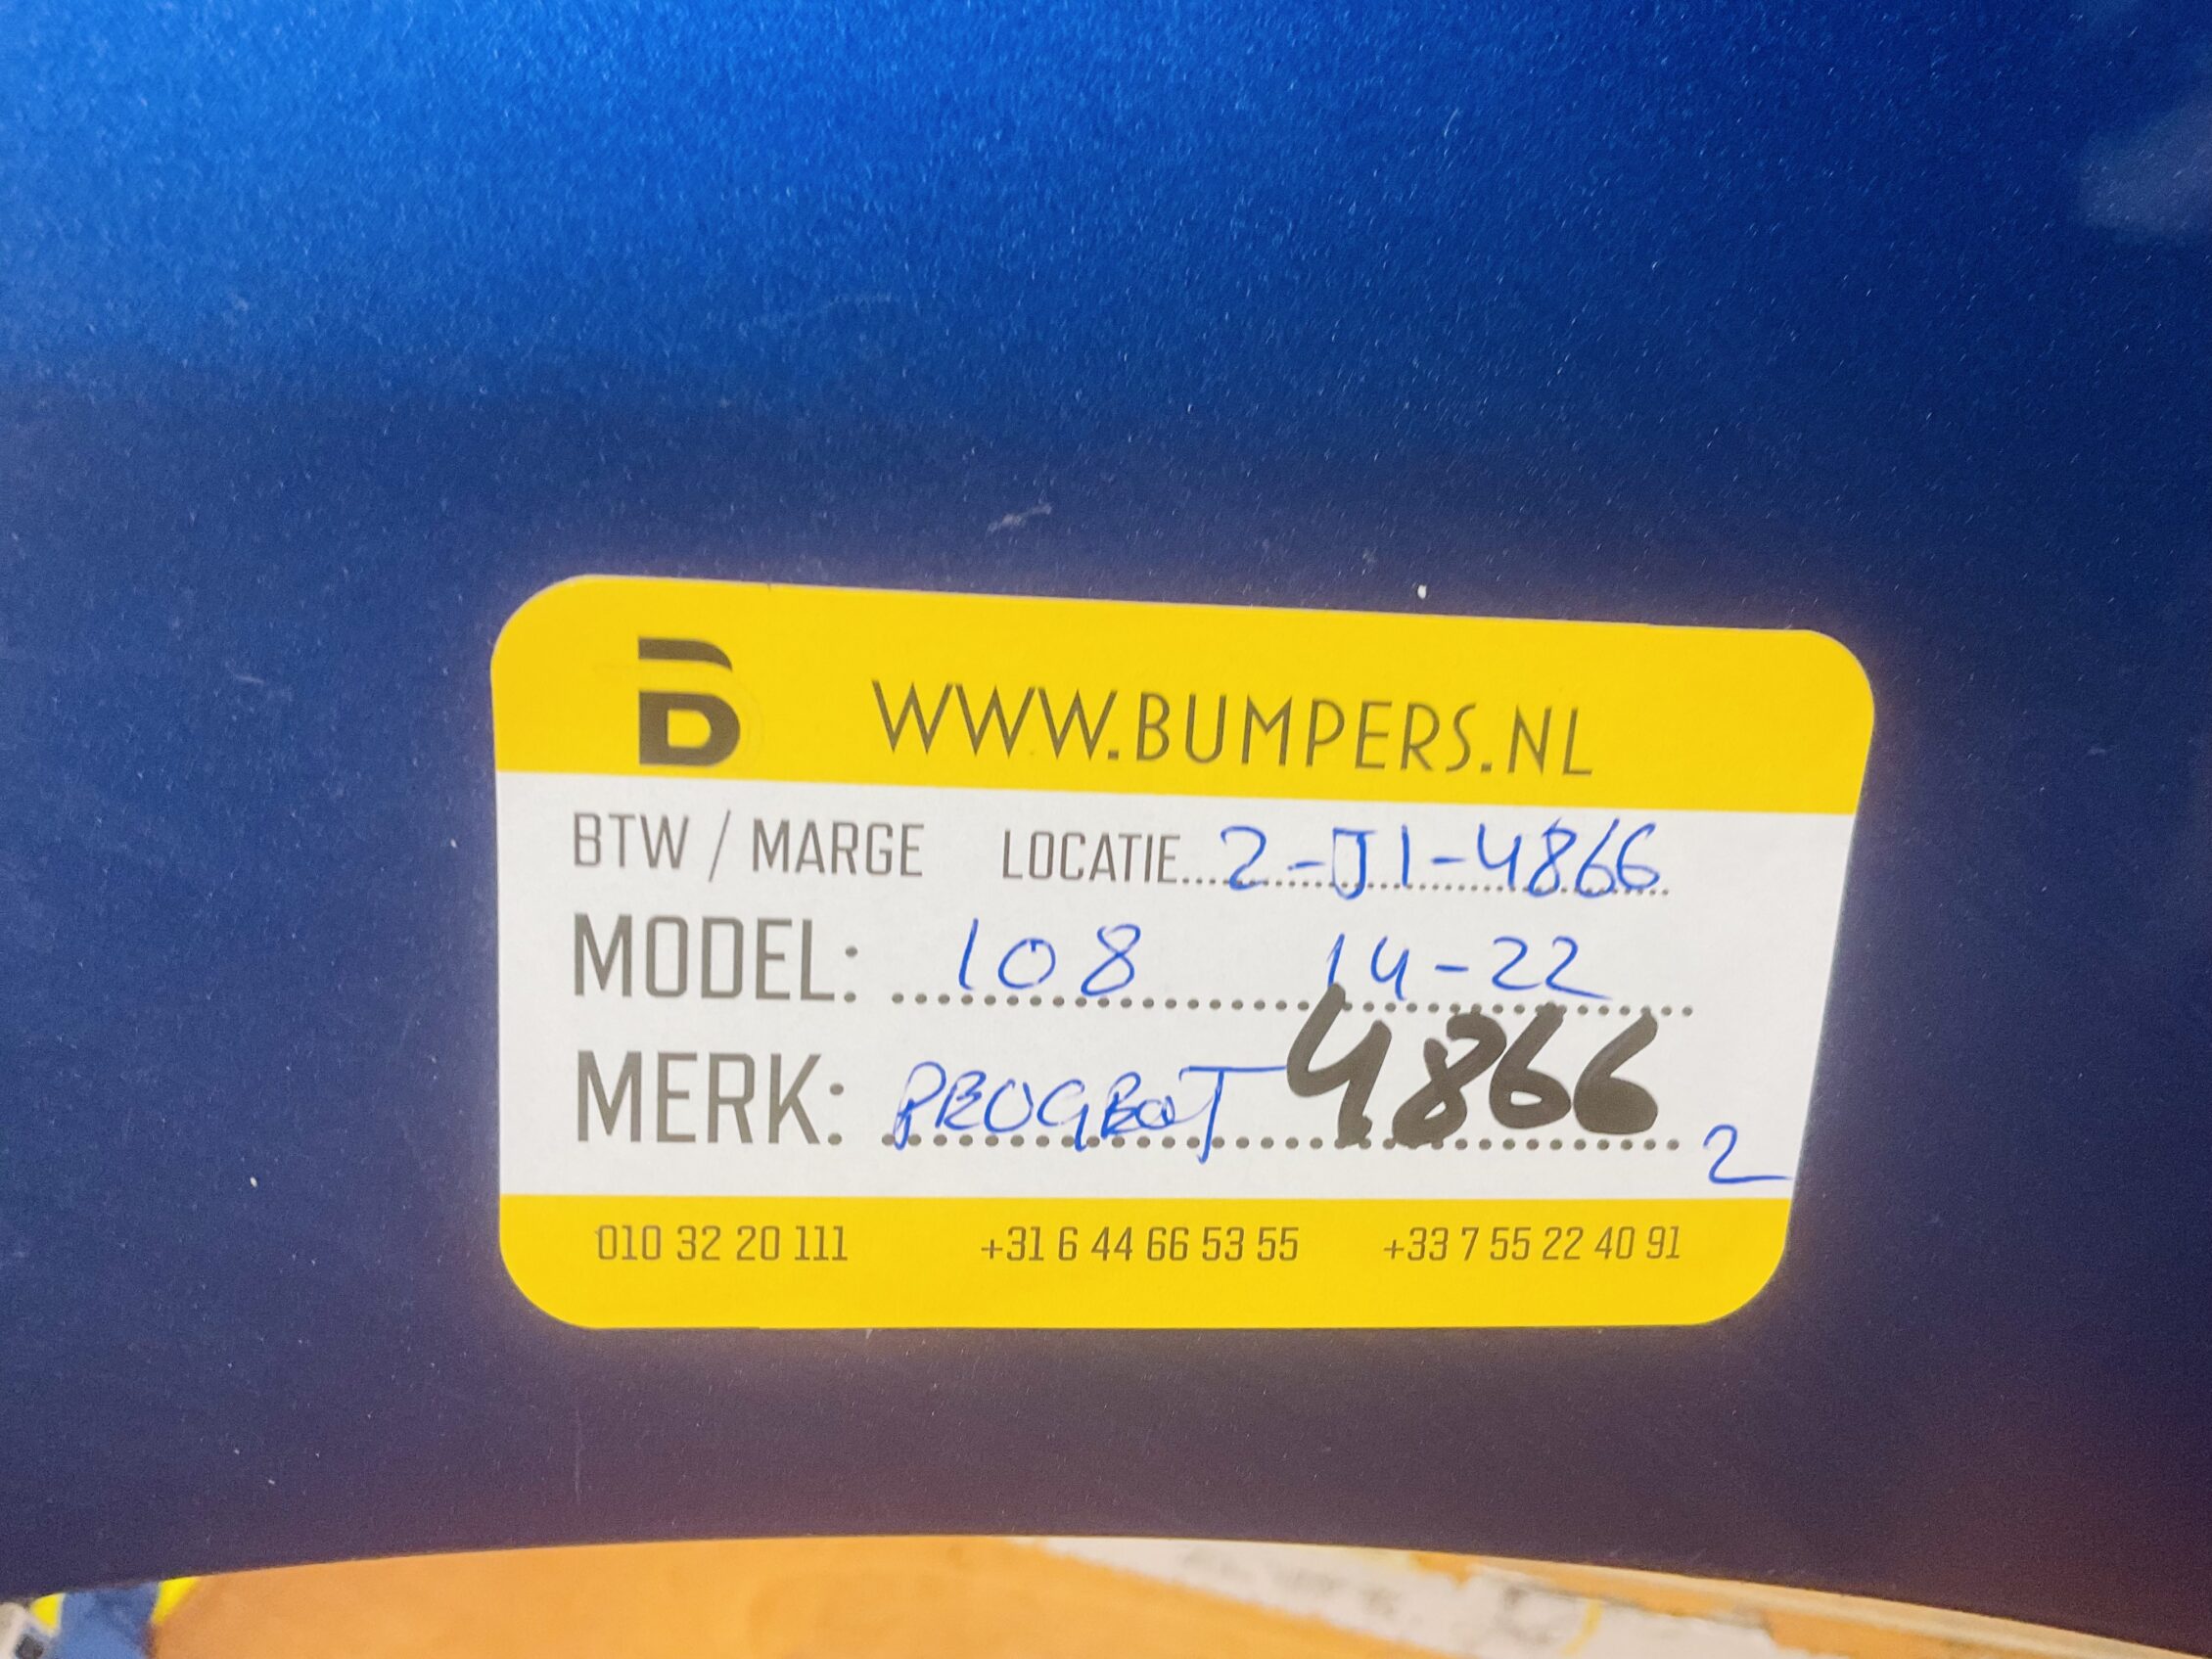 B WWW.BUMPERS.NL
BTW / MARGE LOCATIE 2-J1-4866
MODEL: 108 14-22
MERK: PEUGEOT 4866 2
010 32 20 111 +31 6 44 66 53 55 +33 7 55 22 40 91